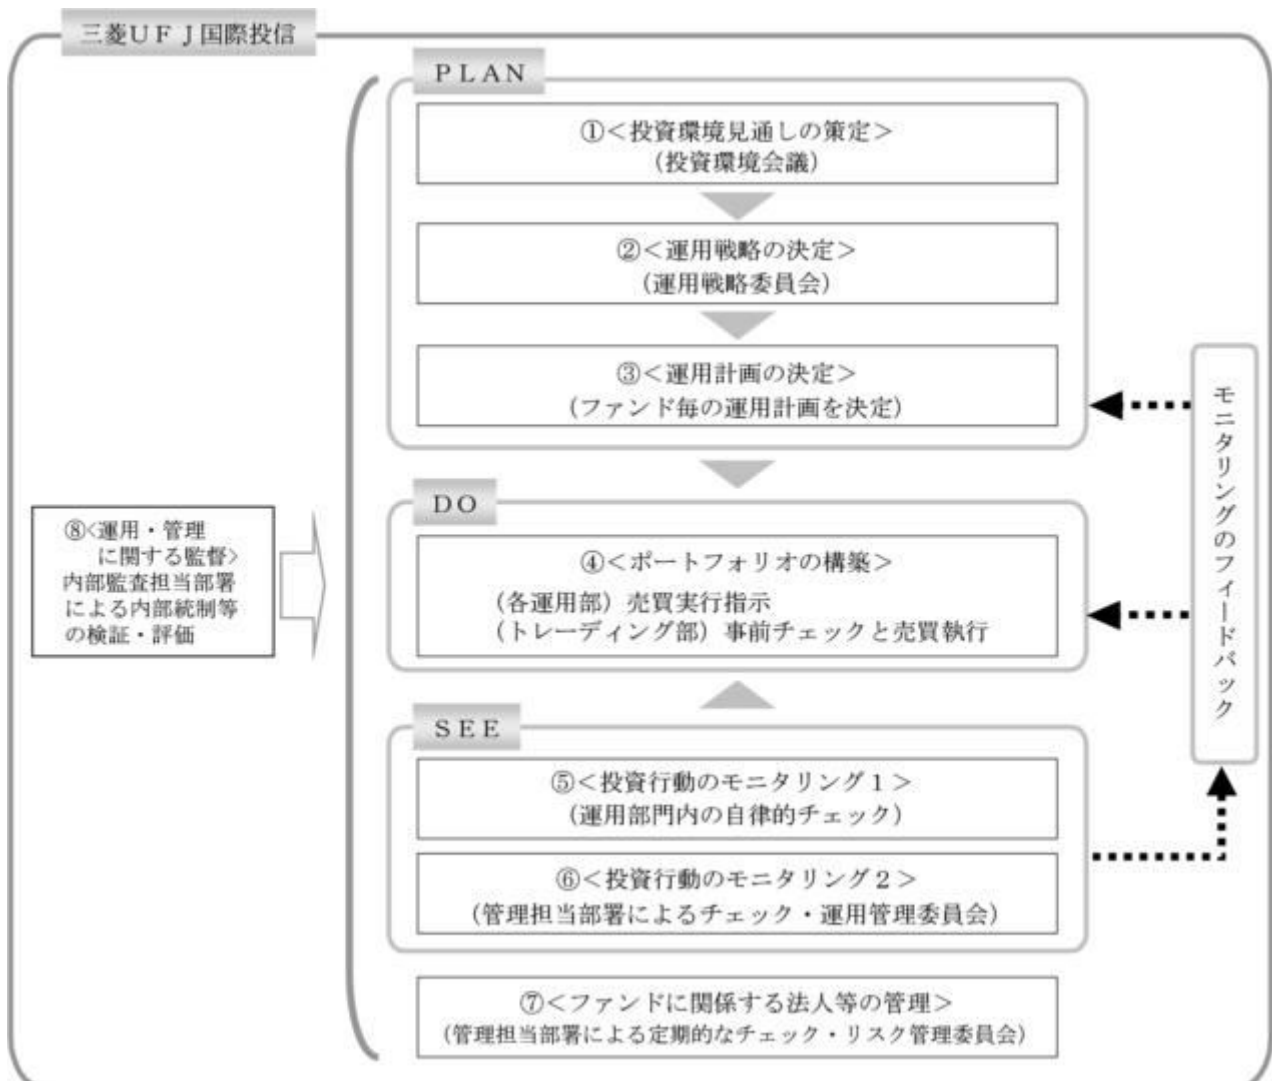 三菱ＵＦＪ国際投信
ＰＬＡＮ
①＜投資環境見通しの策定＞
（投資環境会議）
②＜運用戦略の決定＞
（運用戦略委員会）
③＜運用計画の決定＞
（ファンド毎の運用計画を決定）
ＤＯ
④＜ポートフォリオの構築＞
（各運用部）売買実行指示
（トレーディング部）事前チェックと売買執行
ＳＥＥ
⑤＜投資行動のモニタリング１＞
（運用部門内の自律的チェック）
⑥＜投資行動のモニタリング２＞
（管理担当部署によるチェック・運用管理委員会）
⑦＜ファンドに関係する法人等の管理＞
（管理担当部署による定期的なチェック・リスク管理委員会）
⑧<運用・管理
に関する監督>
内部監査担当部署
による内部統制等
の検証・評価
モニタリングのフィードバック